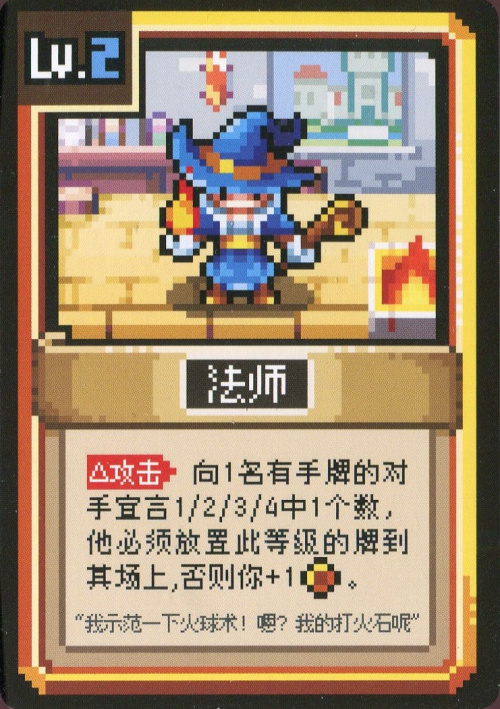 Lv.2
法师
△攻击 向1名有手牌的对
手宣言1/2/3/4中1个数,
他必须放置此等级的牌到
其场上,否则你+1 。
“我示范一下火球术! 嗯? 我的打火石呢”